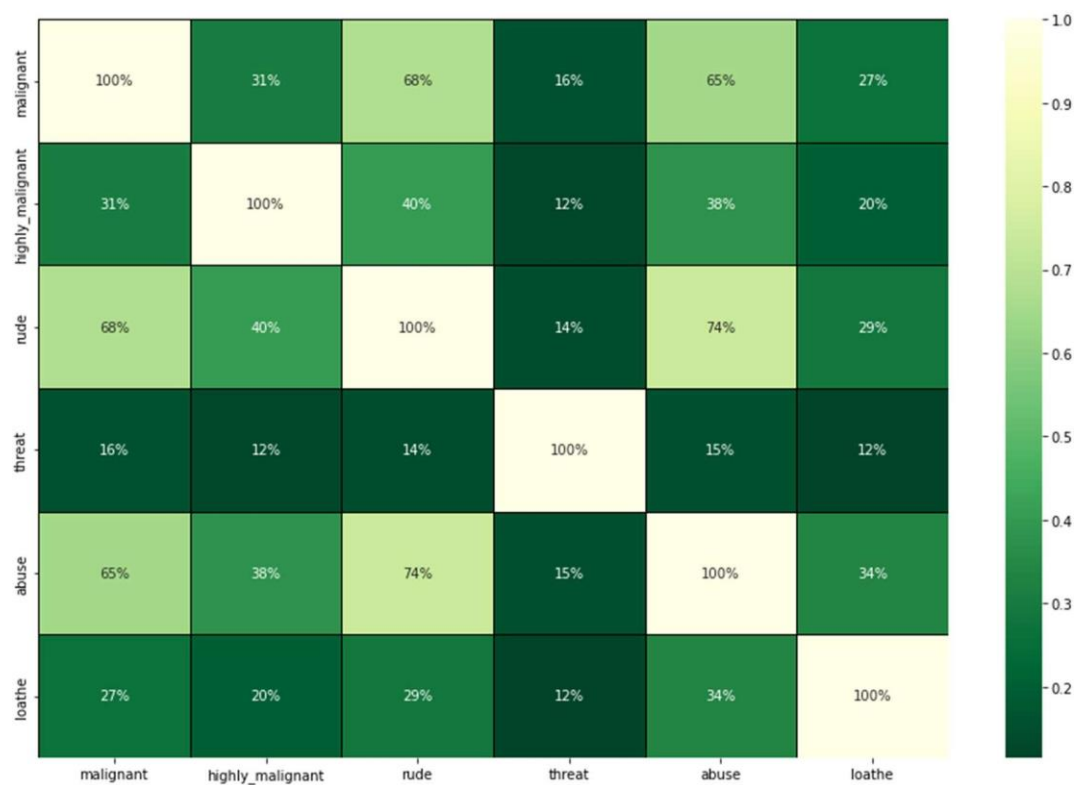 malignant 100% 31% 68% 16% 65% 27%
highly_malignant 31% 100% 40% 12% 38% 20%
rude 68% 40% 100% 14% 74% 29%
threat 16% 12% 14% 100% 15% 12%
abuse 65% 38% 74% 15% 100% 34%
loathe 27% 20% 29% 12% 34% 100%
malignant highly_malignant rude threat abuse loathe
1.0
0.9
0.8
0.7
0.6
0.5
0.4
0.3
0.2